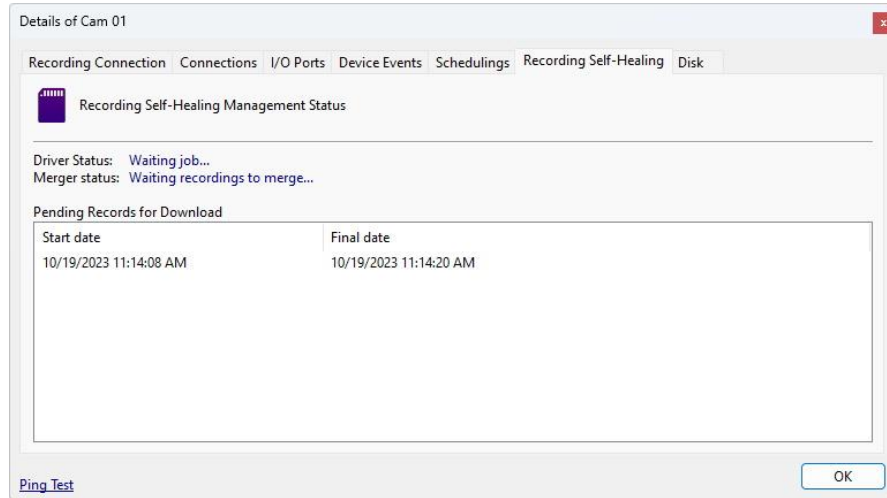 Details of Cam 01
x
Recording Connection Connections I/O Ports Device Events Schedulings Recording Self-Healing Disk
Recording Self-Healing Management Status
Driver Status: Waiting job...
Merger status: Waiting recordings to merge...
Pending Records for Download
Start date Final date
10/19/2023 11:14:08 AM 10/19/2023 11:14:20 AM
Ping Test
OK